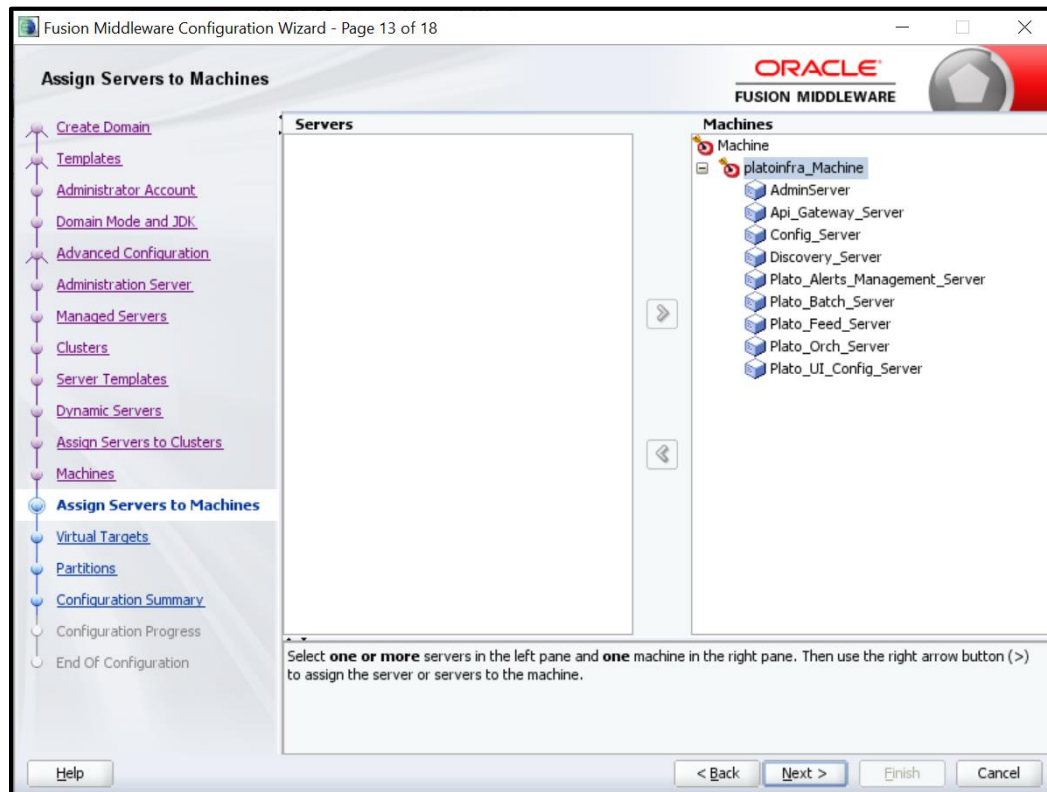 Fusion Middleware Configuration Wizard - Page 13 of 18
Assign Servers to Machines
ORACLE
FUSION MIDDLEWARE
Create Domain
Templates
Administrator Account
Domain Mode and JDK
Advanced Configuration
Administration Server
Managed Servers
Clusters
Server Templates
Dynamic Servers
Assign Servers to Clusters
Machines
Assign Servers to Machines
Virtual Targets
Partitions
Configuration Summary
Configuration Progress
End Of Configuration
Servers
Machines
Machine
platoinfra_Machine
AdminServer
Api_Gateway_Server
Config_Server
Discovery_Server
Plato_Alerts_Management_Server
Plato_Batch_Server
Plato_Feed_Server
Plato_Orch_Server
Plato_UI_Config_Server
Select one or more servers in the left pane and one machine in the right pane. Then use the right arrow button (>)
to assign the server or servers to the machine.
Help
< Back
Next >
Finish
Cancel